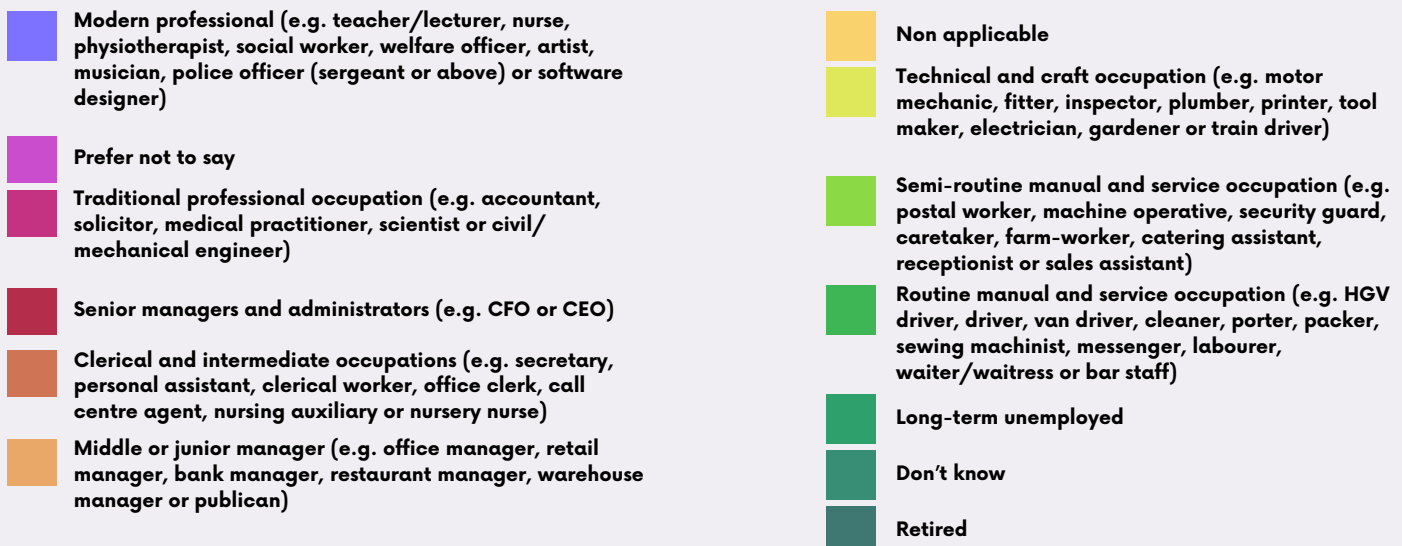 Modern professional (e.g. teacher/lecturer, nurse,
physiotherapist, social worker, welfare officer, artist,
musician, police officer (sergeant or above) or software
designer)
Prefer not to say
Traditional professional occupation (e.g. accountant,
solicitor, medical practitioner, scientist or civil/
mechanical engineer)
Senior managers and administrators (e.g. CFO or CEO)
Clerical and intermediate occupations (e.g. secretary,
personal assistant, clerical worker, office clerk, call
centre agent, nursing auxiliary or nursery nurse)
Middle or junior manager (e.g. office manager, retail
manager, bank manager, restaurant manager, warehouse
manager or publican)
Non applicable
Technical and craft occupation (e.g. motor
mechanic, fitter, inspector, plumber, printer, tool
maker, electrician, gardener or train driver)
Semi-routine manual and service occupation (e.g.
postal worker, machine operative, security guard,
caretaker, farm-worker, catering assistant,
receptionist or sales assistant)
Routine manual and service occupation (e.g. HGV
driver, driver, van driver, cleaner, porter, packer,
sewing machinist, messenger, labourer,
waiter/waitress or bar staff)
Long-term unemployed
Don’t know
Retired